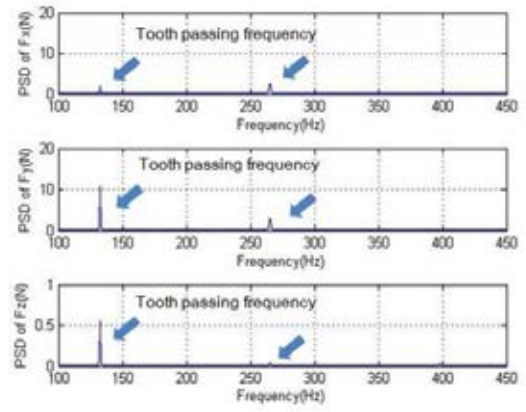 20
Tooth passing frequency
10
0
100 150 200 250 300 350 400 450
PSD of Fx(N)
Frequency(Hz)
20
Tooth passing frequency
10
0
100 150 200 250 300 350 400 450
PSD of Fy(N)
Frequency(Hz)
1
Tooth passing frequency
0.5
0
100 150 200 250 300 350 400 450
PSD of Fz(N)
Frequency(Hz)